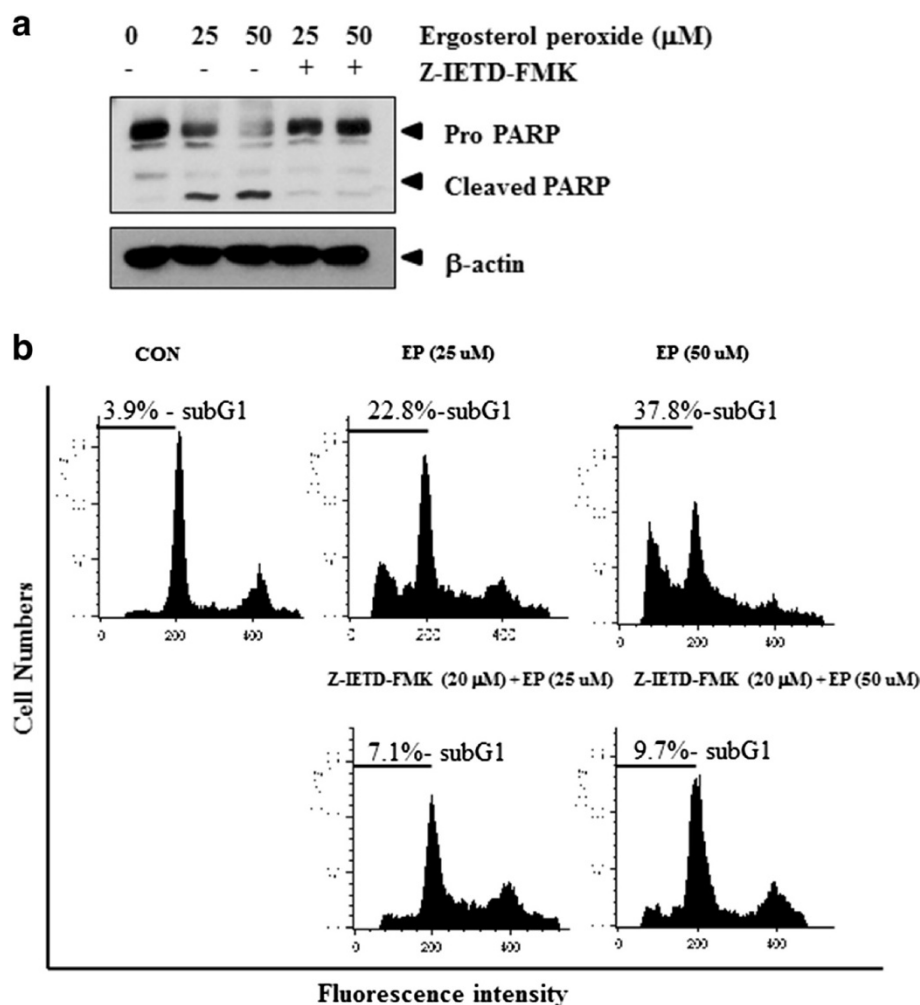 a
0 25 50 25 50 Ergosterol peroxide (μM)
- - - + + Z-IETD-FMK
Pro PARP
Cleaved PARP
β-actin
b
CON EP (25 uM) EP (50 uM)
3.9% - subG1 22.8%-subG1 37.8%-subG1
0 200 400 0 200 400 0 200 400
Z-IETD-FMK (20 μM) + EP (25 uM) Z-IETD-FMK (20 μM) + EP (50 uM)
7.1%- subG1 9.7%- subG1
0 200 400 0 200 400
Cell Numbers
Fluorescence intensity